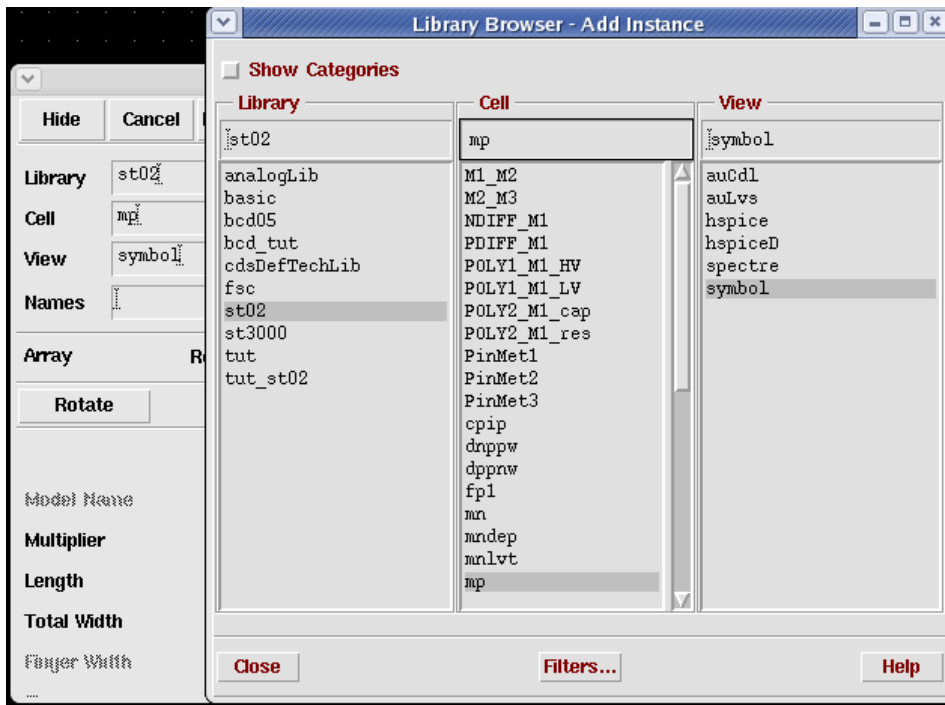 Library Browser - Add Instance
Show Categories
Library
Cell
View
st02
mp
symbol
analogLib
basic
bcd05
bcd_tut
cdsDefTechLib
fsc
st02
st3000
tut
tut_st02
M1_M2
M2_M3
NDIFF_M1
PDIFF_M1
POLY1_M1_HV
POLY1_M1_LV
POLY2_M1_cap
POLY2_M1_res
PinMet1
PinMet2
PinMet3
cpip
dnppw
dppnw
fp1
mn
mndep
mnlvt
mp
auCdl
auLvs
hspice
hspiceD
spectre
symbol
Close
Filters...
Help
Hide
Cancel
Library
st02
Cell
mp
View
symbol
Names
Array
Rotate
Model Name
Multiplier
Length
Total Width
Finger Width